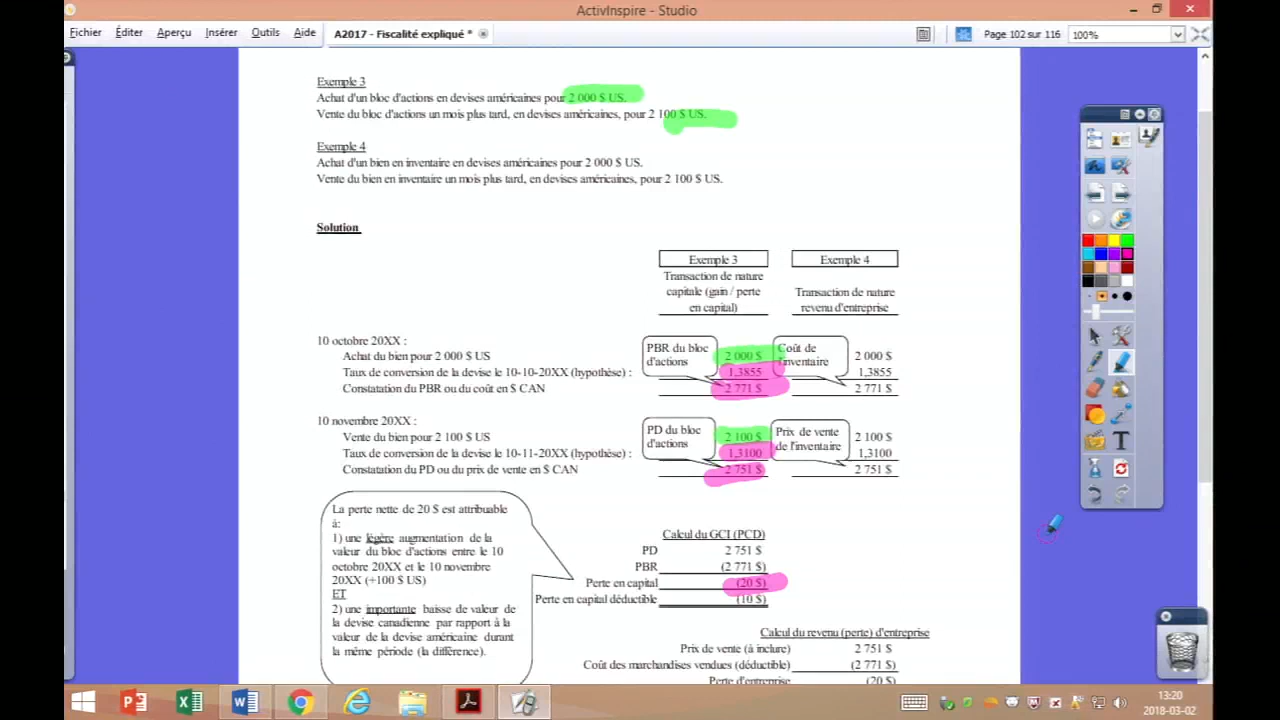 ActivInspire - Studio
Fichier Éditer Aperçu Insérer Outils Aide A2017 - Fiscalité expliqué * Page 102 sur 116 100%
Exemple 3
Achat d'un bloc d'actions en devises américaines pour 2 000 $ US.
Vente du bloc d'actions un mois plus tard, en devises américaines, pour 2 100 $ US.
Exemple 4
Achat d'un bien en inventaire en devises américaines pour 2 000 $ US.
Vente du bien en inventaire un mois plus tard, en devises américaines, pour 2 100 $ US.
Solution
Exemple 3 Exemple 4
Transaction de nature
capitale (gain / perte
en capital)
Transaction de nature
revenu d'entreprise
10 octobre 20XX :
PBR du bloc
d'actions
Coût de
l'inventaire
Achat du bien pour 2 000 $ US 2 000 $ 2 000 $
Taux de conversion de la devise le 10-10-20XX (hypothèse) : 1,3855 1,3855
Constatation du PBR ou du coût en $ CAN 2 771 $ 2 771 $
10 novembre 20XX :
PD du bloc
d'actions
Prix de vente
de l'inventaire
Vente du bien pour 2 100 $ US 2 100 $ 2 100 $
Taux de conversion de la devise le 10-11-20XX (hypothèse) : 1,3100 1,3100
Constatation du PD ou du prix de vente en $ CAN 2 751 $ 2 751 $
La perte nette de 20 $ est attribuable
à:
1) une légère augmentation de la
valeur du bloc d'actions entre le 10
octobre 20XX et le 10 novembre
20XX (+100 $ US)
ET
2) une importante baisse de valeur de
la devise canadienne par rapport à la
valeur de la devise américaine durant
la même période (la différence).
Calcul du GCI (PCD)
PD 2 751 $
PBR (2 771 $)
Perte en capital (20 $)
Perte en capital déductible (10 $)
Calcul du revenu (perte) d'entreprise
Prix de vente (à inclure) 2 751 $
Coût des marchandises vendues (déductible) (2 771 $)
Perte d'entreprise (20 $)
13:20
2018-03-02